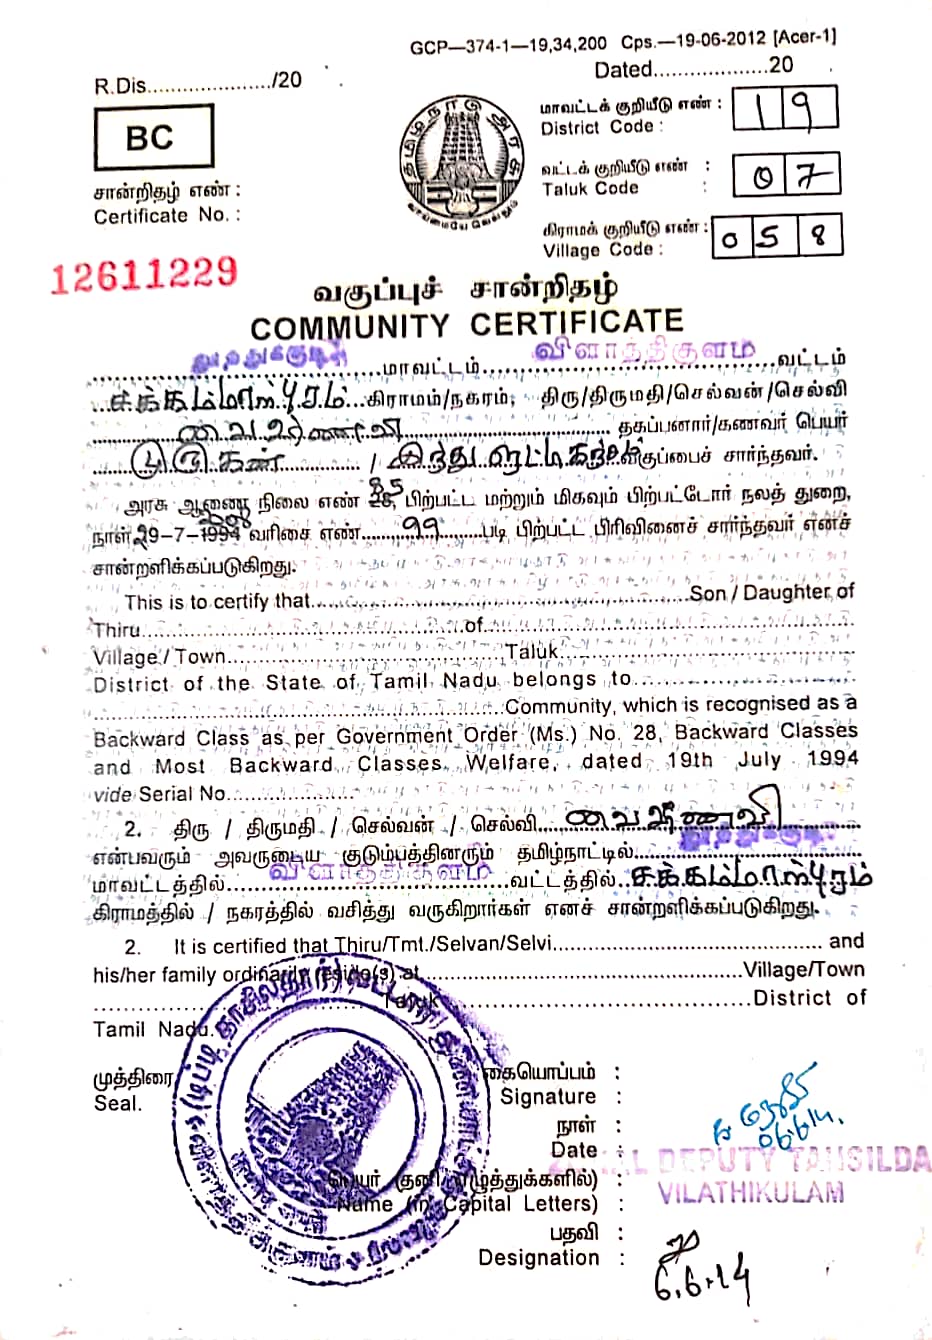 GCP—374-1—19,34,200 Cps.—19-06-2012 [Acer-1]
R.Dis...................../20
Dated...................20
BC
மாவட்டக் குறியீடு எண் :
District Code : 19
வட்டக் குறியீடு எண் :
Taluk Code : 07
கிராமக் குறியீடு எண் :
Village Code : 058
சான்றிதழ் எண் :
Certificate No. :
தமிழ்நாடு அரசு
வாய்மையே வெல்லும்
12611229
வகுப்புச் சான்றிதழ்
COMMUNITY CERTIFICATE
தூத்துக்குடி மாவட்டம் விளாத்திகுளம் வட்டம்
சக்கம்மாள்புரம் கிராமம்/நகரம்; திரு/திருமதி/செல்வன்/செல்வி
வைஷ்ணவி தகப்பனார்/கணவர் பெயர்
முருகன் / இந்து வகுப்பைச் சார்ந்தவர்.
அரசு ஆணை நிலை எண் 85 பிற்பட்ட மற்றும் மிகவும் பிற்பட்டோர் நலத் துறை,
நாள் 29-7- வரிசை எண் 99 படி பிற்பட்ட பிரிவினைச் சார்ந்தவர் எனச்
சான்றளிக்கப்படுகிறது.
This is to certify that...................................Son / Daughter of
Thiru.....................................of.....................................
Village / Town..............................Taluk..............................
District of the State of Tamil Nadu belongs to..............................
...................................Community, which is recognised as a
Backward Class as per Government Order (Ms.) No. 28, Backward Classes
and Most Backward Classes Welfare, dated 19th July 1994
vide Serial No....................
2. திரு / திருமதி / செல்வன் / செல்வி வைஷ்ணவி
என்பவரும் அவருடைய குடும்பத்தினரும் தமிழ்நாட்டில் தூத்துக்குடி
மாவட்டத்தில் விளாத்திகுளம் வட்டத்தில் சக்கம்மாள்புரம்
கிராமத்தில் / நகரத்தில் வசித்து வருகிறார்கள் எனச் சான்றளிக்கப்படுகிறது.
2. It is certified that Thiru/Tmt./Selvan/Selvi................................... and
his/her family ordinarily reside(s) at...................................Village/Town
..............................Taluk...................................District of
Tamil Nadu.
முத்திரை
Seal.
கையொப்பம் :
Signature :
நாள் :
Date : 06.6.14.
பெயர் (தனி எழுத்துக்களில்) :
Name (in Capital Letters) :
பதவி :
Designation :
ZONAL DEPUTY TAHSILDA
VILATHIKULAM
6.6.14